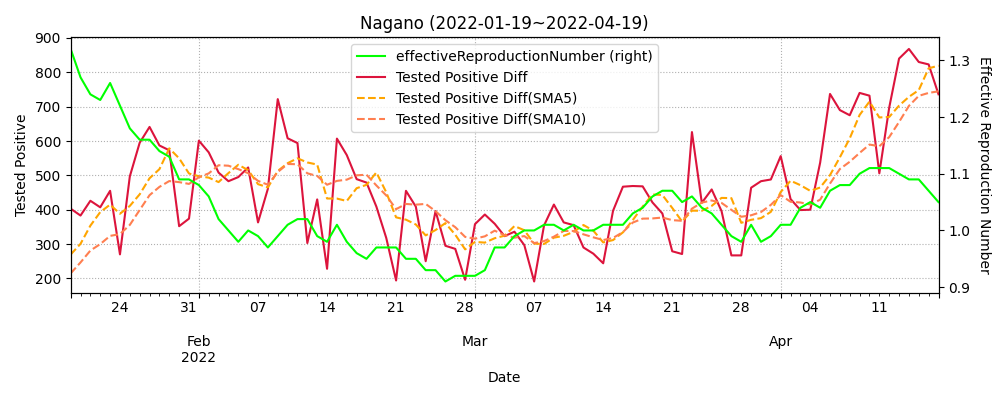 Nagano (2022-01-19~2022-04-19)
effectiveReproductionNumber (right)
Tested Positive Diff
Tested Positive Diff(SMA5)
Tested Positive Diff(SMA10)
Tested Positive
900
800
700
600
500
400
300
200
1.3
1.2
1.1
1.0
0.9
Effective Reproduction Number
24 31 07 14 21 28 07 14 21 28 04 11
Feb Mar Apr
2022
Date